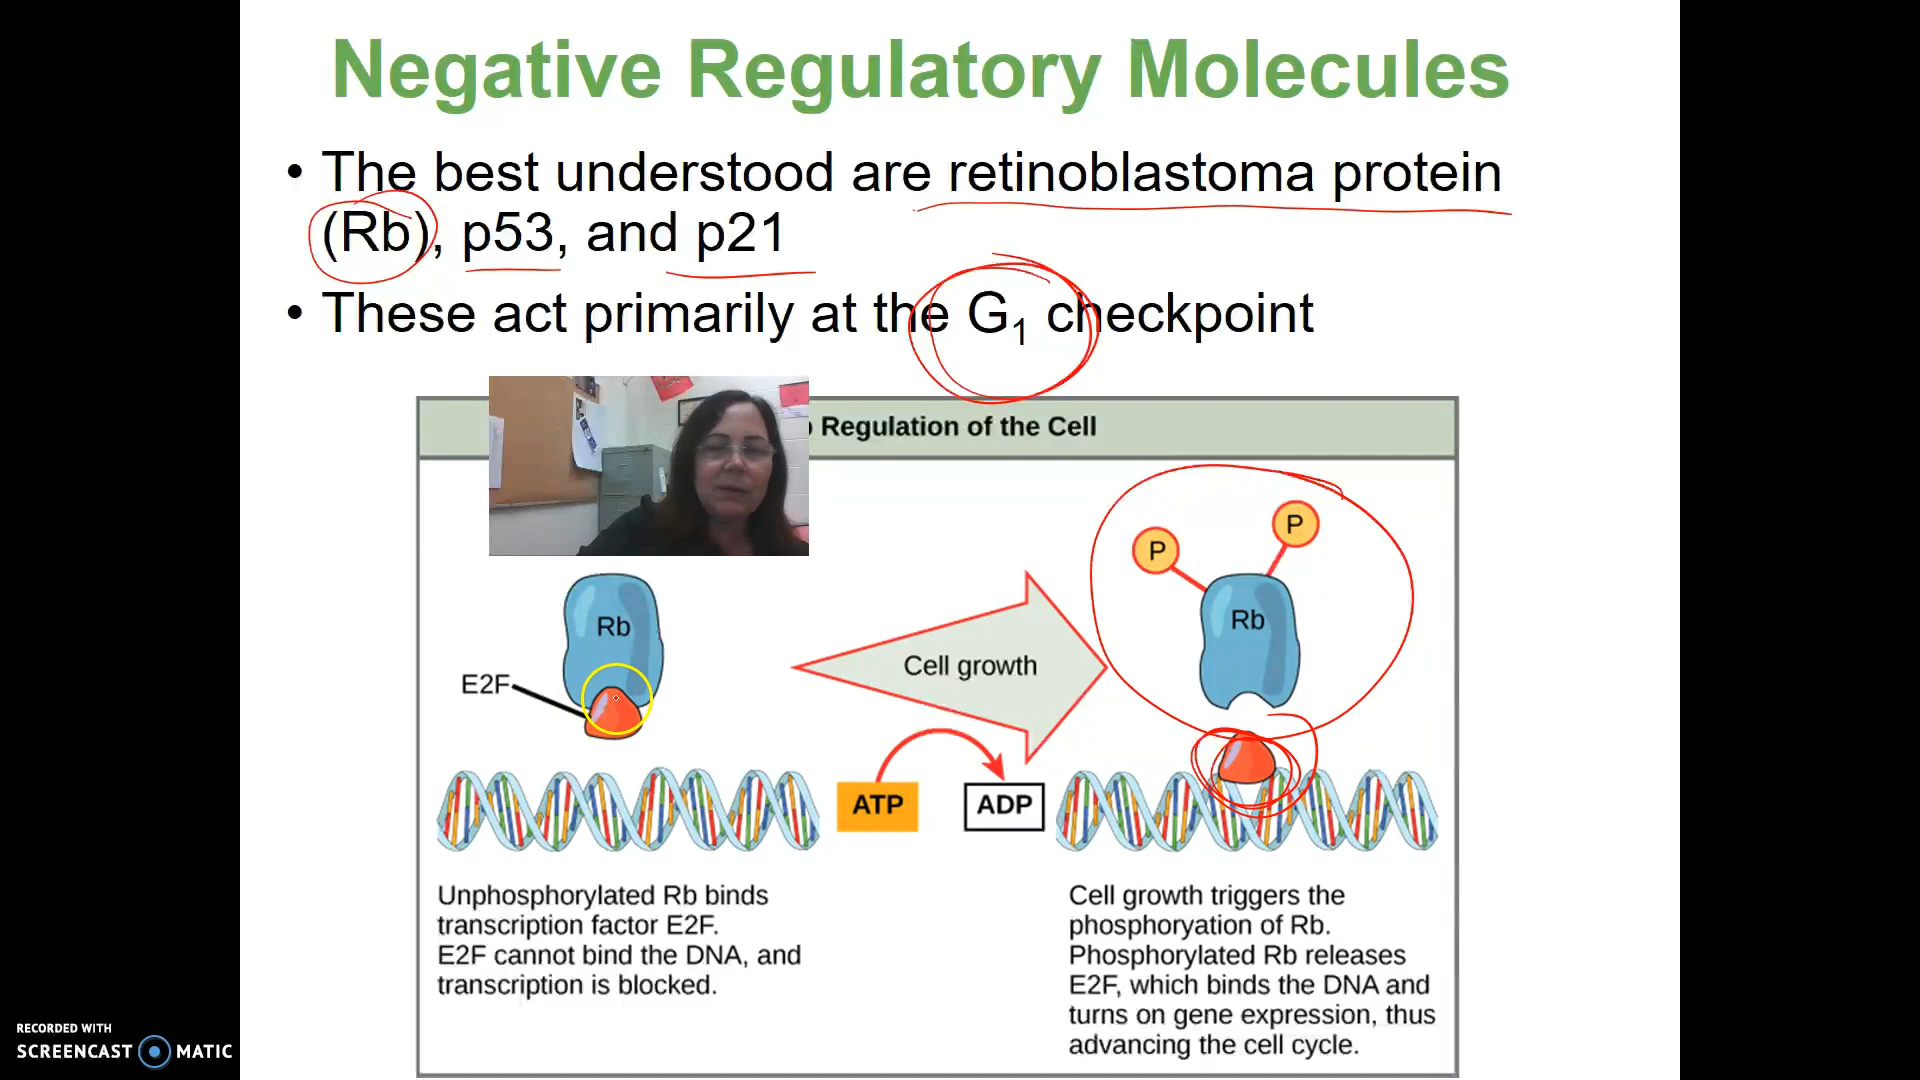 Negative Regulatory Molecules
• The best understood are retinoblastoma protein
(Rb), p53, and p21
• These act primarily at the G₁ checkpoint
Regulation of the Cell
P
P
Rb
Rb
E2F
Cell growth
ATP
ADP
Unphosphorylated Rb binds
transcription factor E2F.
E2F cannot bind the DNA, and
transcription is blocked.
Cell growth triggers the
phosphoryation of Rb.
Phosphorylated Rb releases
E2F, which binds the DNA and
turns on gene expression, thus
advancing the cell cycle.
RECORDED WITH
SCREENCAST MATIC